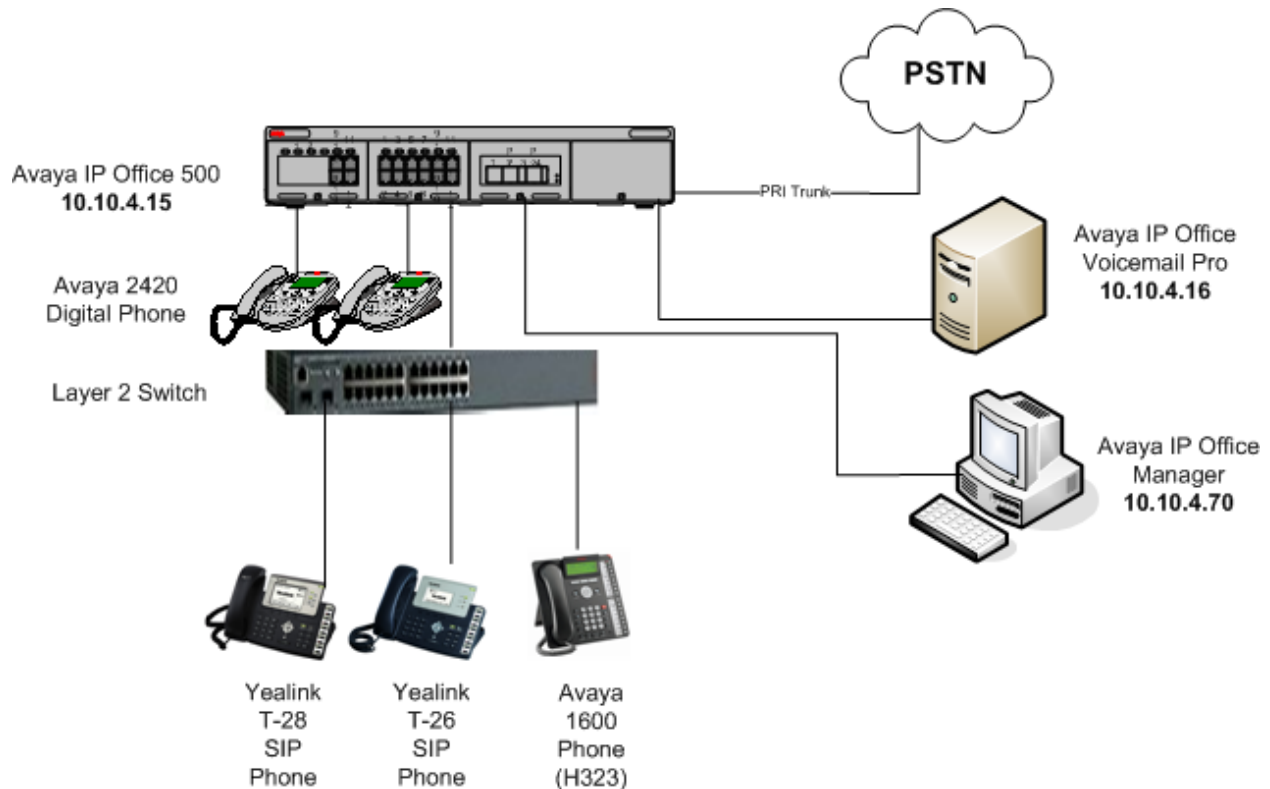 PSTN
Avaya IP Office 500
10.10.4.15
PRI Trunk
Avaya IP Office
Voicemail Pro
10.10.4.16
Avaya 2420
Digital Phone
Layer 2 Switch
Avaya IP Office
Manager
10.10.4.70
Yealink
T-28
SIP
Phone
Yealink
T-26
SIP
Phone
Avaya
1600
Phone
(H323)